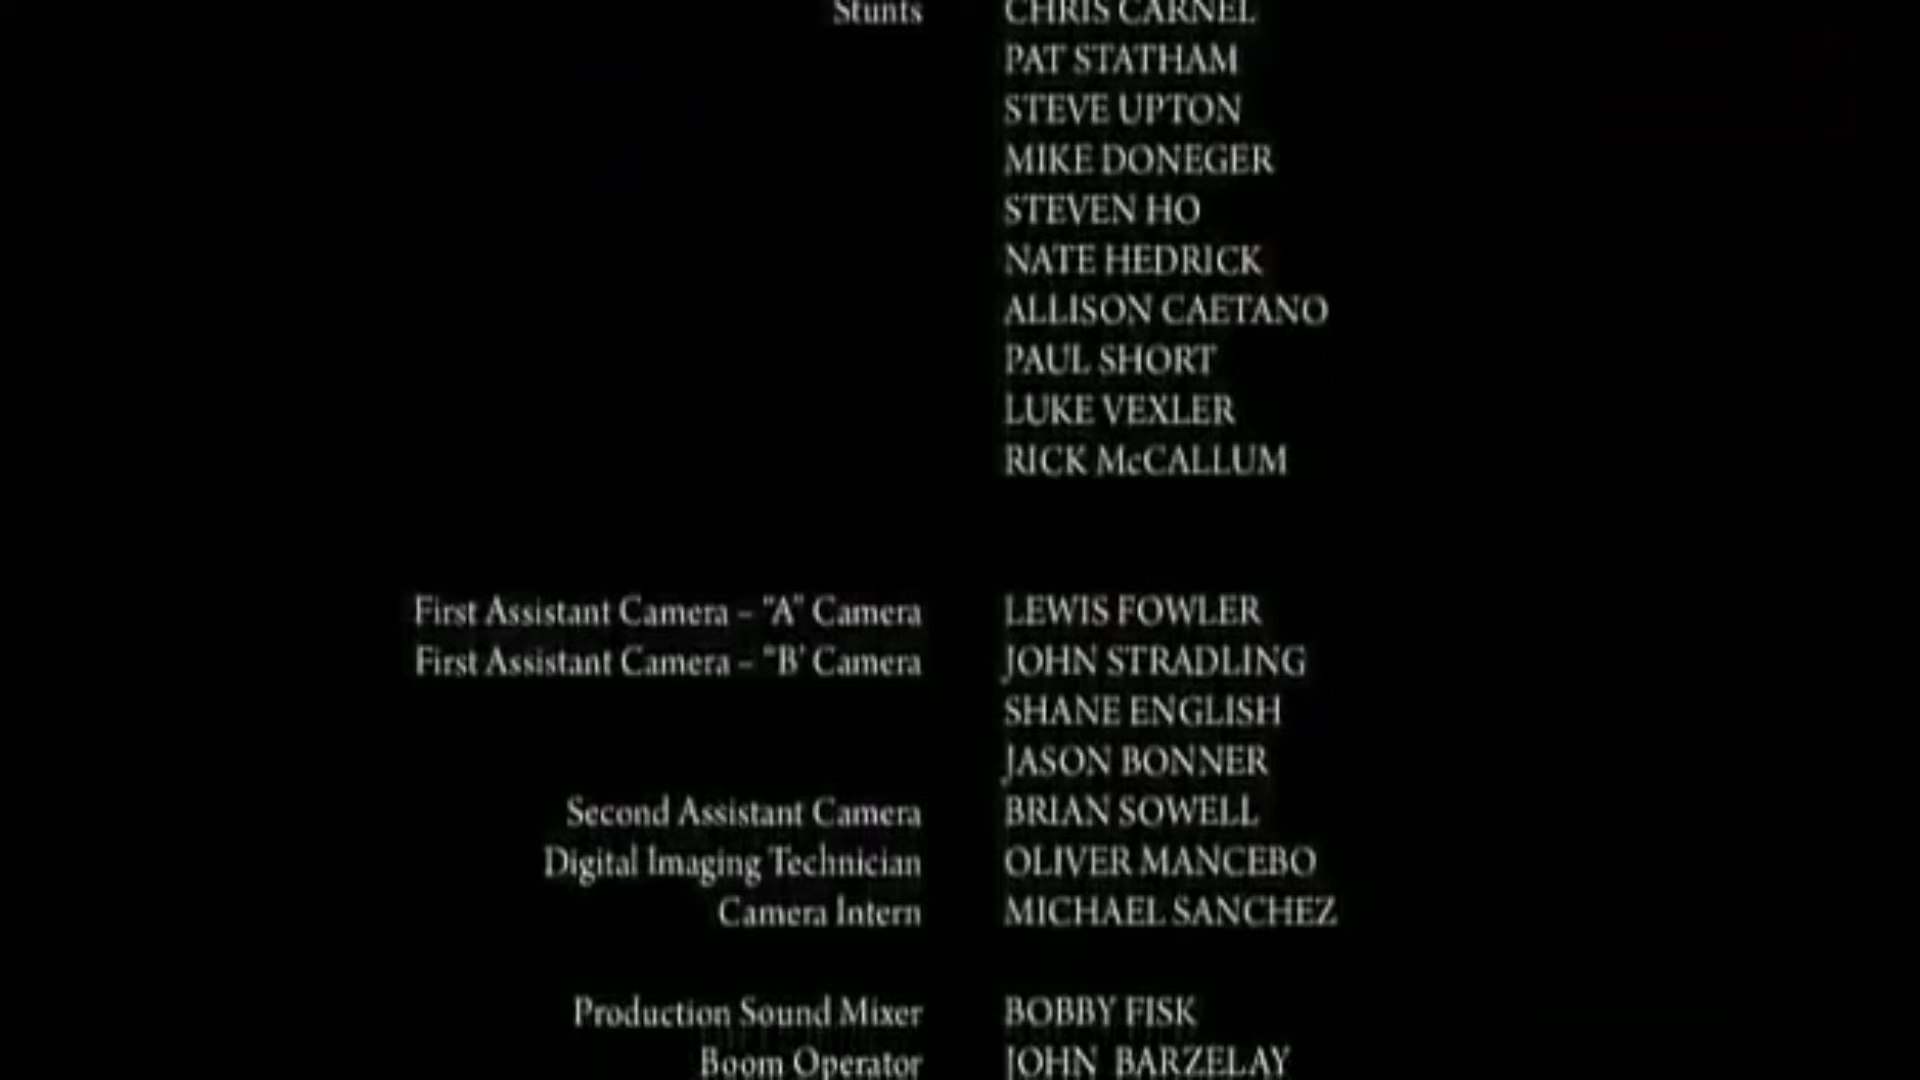 Stunts CHRIS CARNEL
PAT STATHAM
STEVE UPTON
MIKE DONEGER
STEVEN HO
NATE HEDRICK
ALLISON CAETANO
PAUL SHORT
LUKE VEXLER
RICK McCALLUM
First Assistant Camera – "A" Camera LEWIS FOWLER
First Assistant Camera – "B' Camera JOHN STRADLING
SHANE ENGLISH
JASON BONNER
Second Assistant Camera BRIAN SOWELL
Digital Imaging Technician OLIVER MANCEBO
Camera Intern MICHAEL SANCHEZ
Production Sound Mixer BOBBY FISK
Boom Operator JOHN BARZELAY